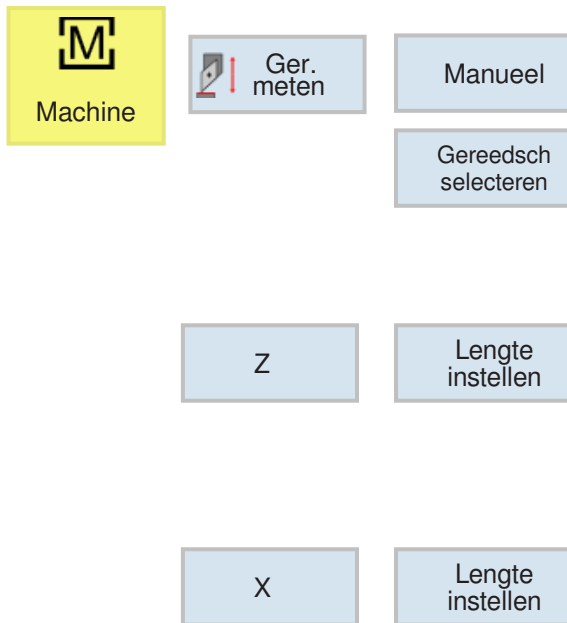 M
Machine
Ger.
meten
Manueel
Gereedsch
selecteren
Z
Lengte
instellen
X
Lengte
instellen